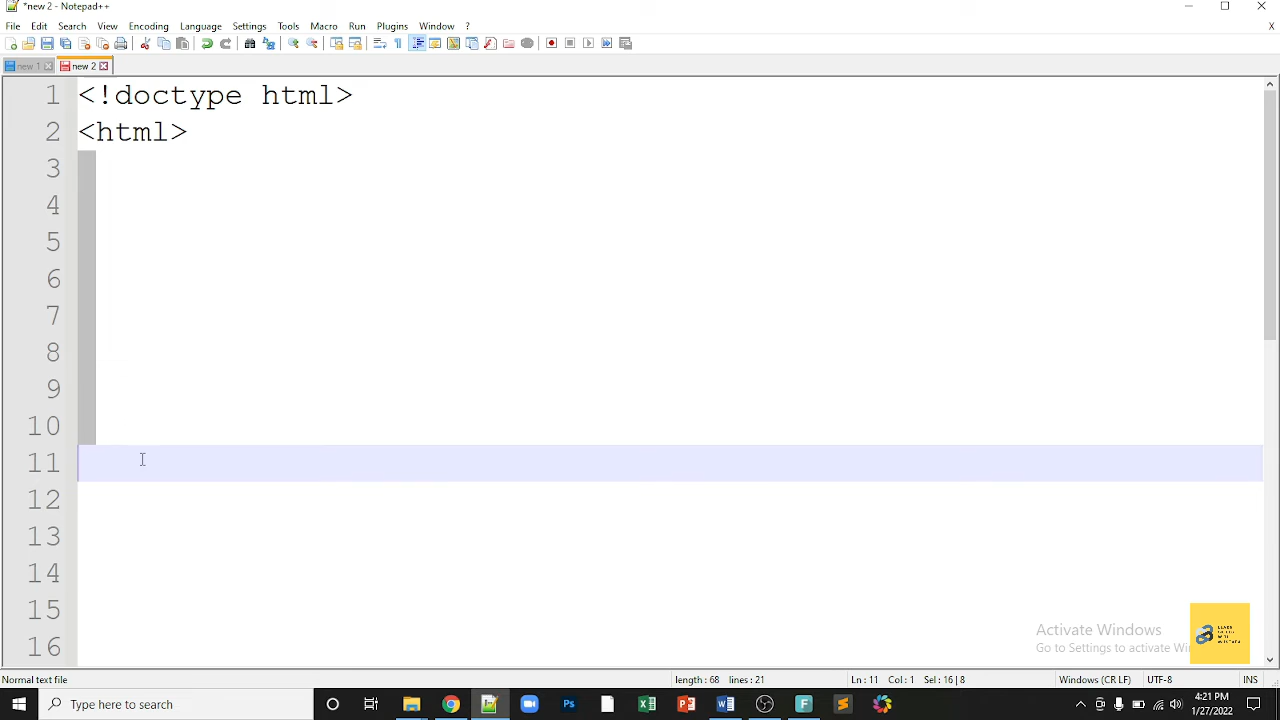 *new 2 - Notepad++
File Edit Search View Encoding Language Settings Tools Macro Run Plugins Window ?
X
new 1 new 2
1 <!doctype html>
2 <html>
3
4
5
6
7
8
9
10
11
12
13
14
15
16
Activate Windows
Go to Settings to activate Wi
Normal text file length: 68 lines: 21 Ln: 11 Col: 1 Sel: 16 | 8 Windows (CR LF) UTF-8 INS
Type here to search
4:21 PM
1/27/2022